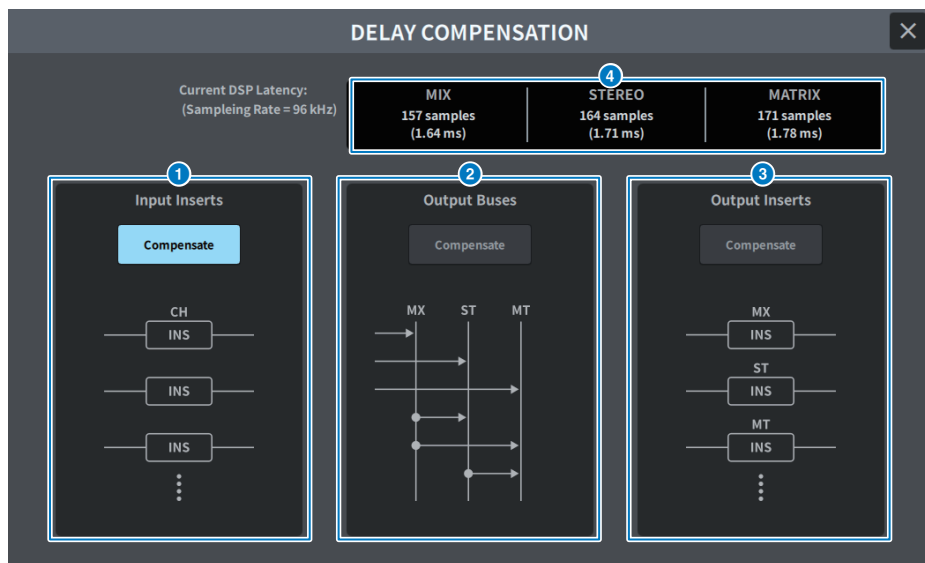 DELAY COMPENSATION
Current DSP Latency:
(Sampleing Rate = 96 kHz)
4
MIX
157 samples
(1.64 ms)
STEREO
164 samples
(1.71 ms)
MATRIX
171 samples
(1.78 ms)
1
Input Inserts
Compensate
CH
INS
INS
INS
2
Output Buses
Compensate
MX ST MT
3
Output Inserts
Compensate
MX
INS
ST
INS
MT
INS